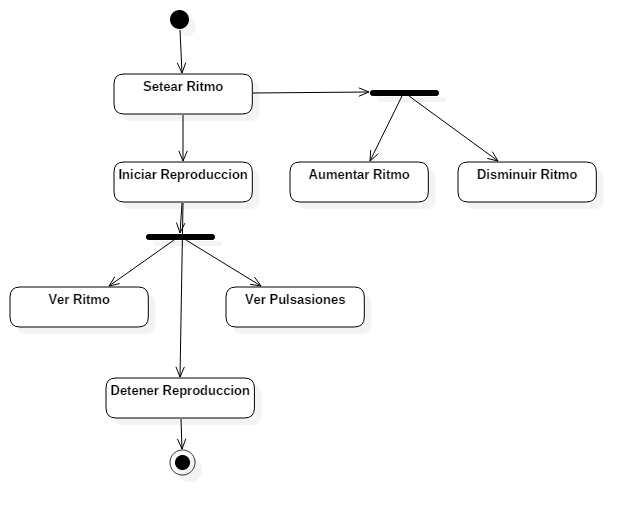 Setear Ritmo
Iniciar Reproduccion
Aumentar Ritmo
Disminuir Ritmo
Ver Ritmo
Ver Pulsasiones
Detener Reproduccion